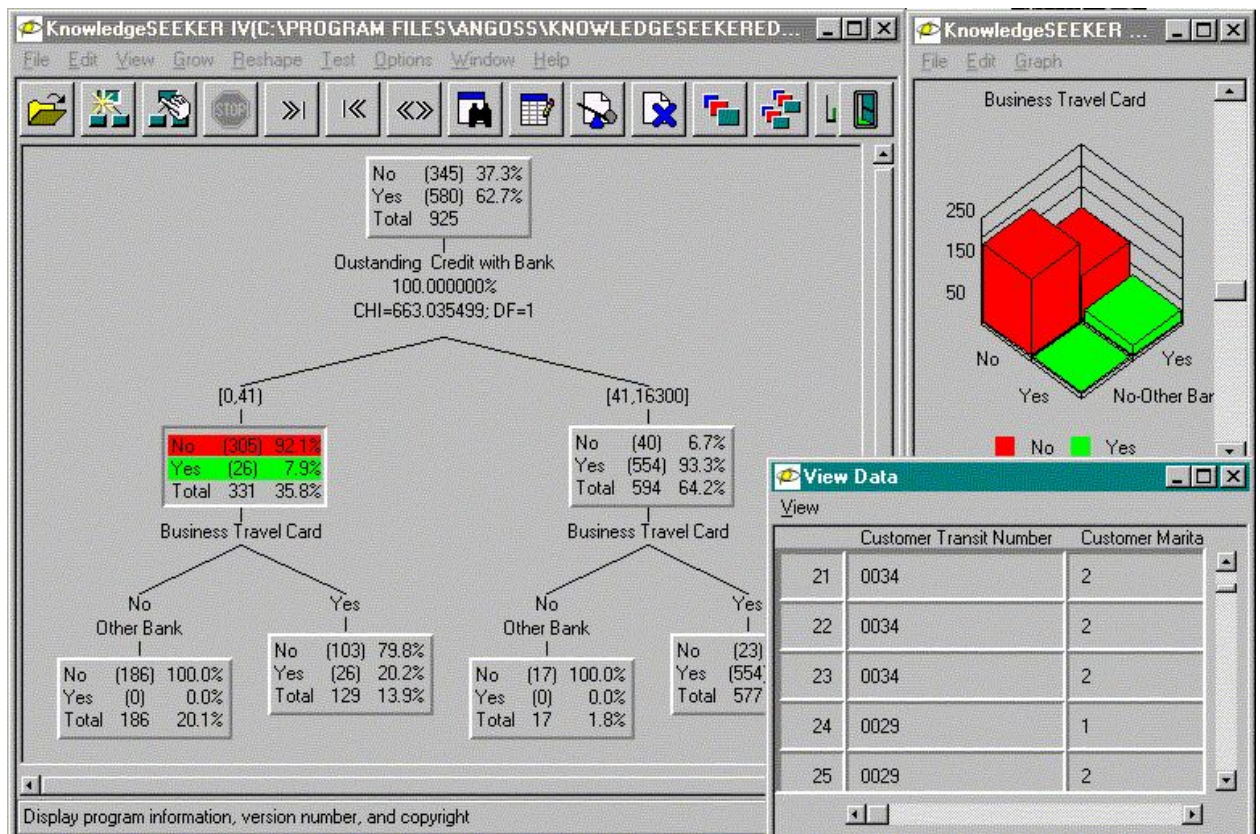 KnowledgeSEEKER IV(C:\PROGRAM FILES\ANGOSS\KNOWLEDGESEEKERED...
File Edit View Grow Reshape Test Options Window Help
STOP
No (345) 37.3%
Yes (580) 62.7%
Total 925
Oustanding Credit with Bank
100.000000%
CHI=663.035499; DF=1
[0,41) [41,16300]
No (305) 92.1%
Yes (26) 7.9%
Total 331 35.8%
No (40) 6.7%
Yes (554) 93.3%
Total 594 64.2%
Business Travel Card Business Travel Card
No
Other Bank
Yes
No
Other Bank
Yes
No (186) 100.0%
Yes (0) 0.0%
Total 186 20.1%
No (103) 79.8%
Yes (26) 20.2%
Total 129 13.9%
No (17) 100.0%
Yes (0) 0.0%
Total 17 1.8%
No (23)
Yes (554)
Total 577
Display program information, version number, and copyright
KnowledgeSEEKER ...
File Edit Graph
Business Travel Card
250
150
50
No Yes
Yes No-Other Bar
No Yes
View Data
View
Customer Transit Number Customer Marita
21 0034 2
22 0034 2
23 0034 2
24 0029 1
25 0029 2